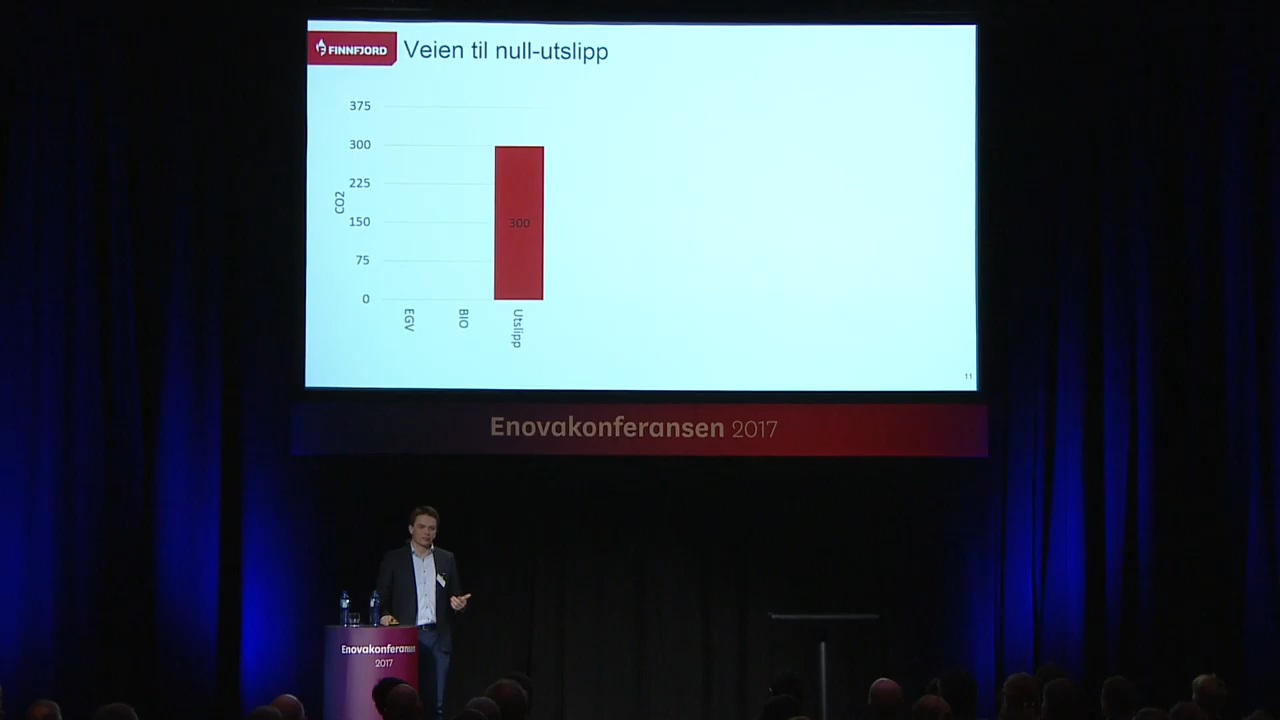 FINNFJORD
Veien til null-utslipp
375
300
225
150
75
0
CO2
300
EGV
BIO
Utslipp
11
Enovakonferansen 2017
Enovakonferansen
2017